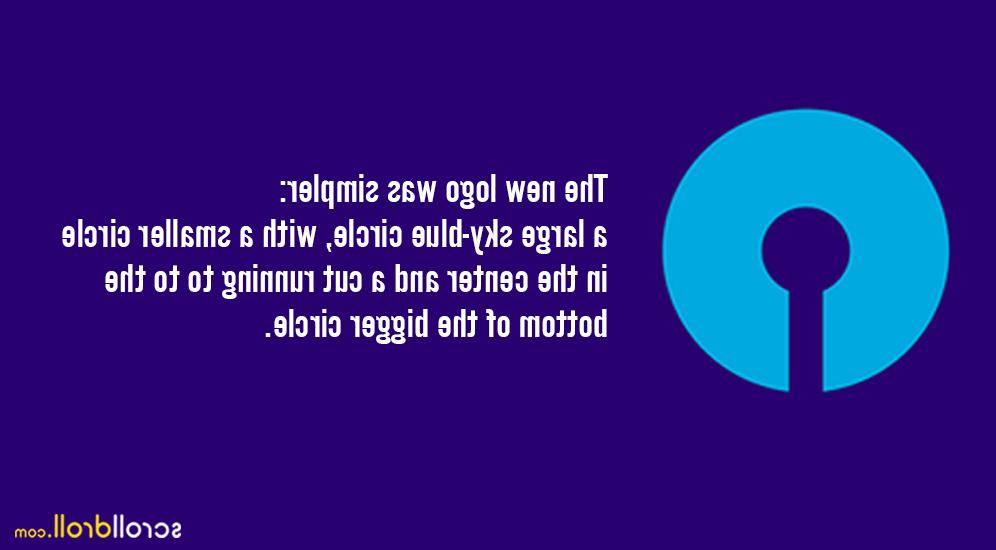 The new logo was simpler:
a large sky-blue circle, with a smaller circle
in the center and a cut running to to the
bottom of the bigger circle.
scrolldroll.com